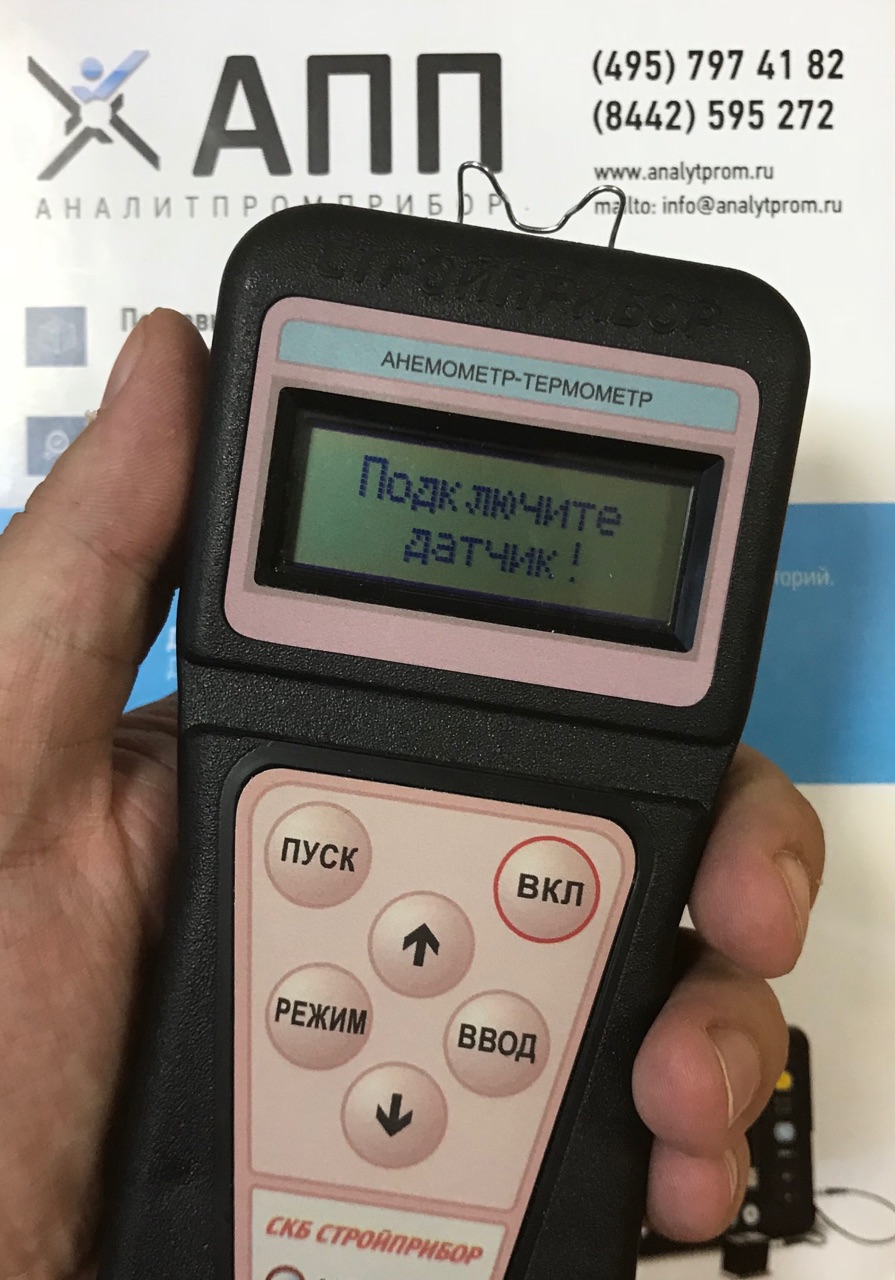 АПП
АНАЛИТПРОМПРИБОР
(495) 797 41 82
(8442) 595 272
www.analytprom.ru
mailto: info@analytprom.ru
СТРОЙПРИБОР
АНЕМОМЕТР-ТЕРМОМЕТР
Подключите
датчик!
ПУСК
ВКЛ
РЕЖИМ
ВВОД
СКБ СТРОЙПРИБОР